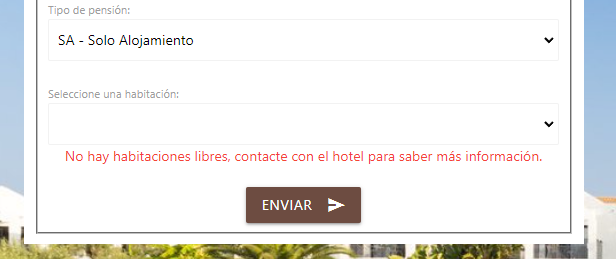 Tipo de pensión:
SA - Solo Alojamiento
Seleccione una habitación:
No hay habitaciones libres, contacte con el hotel para saber más información.
ENVIAR